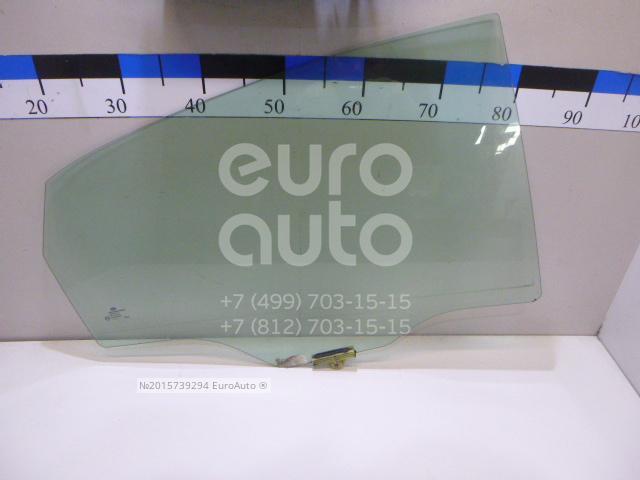 20 30 40 50 60 70 80 90 10
euro
auto
+7 (499) 703-15-15
+7 (812) 703-15-15
№2015739294 EuroAuto ®